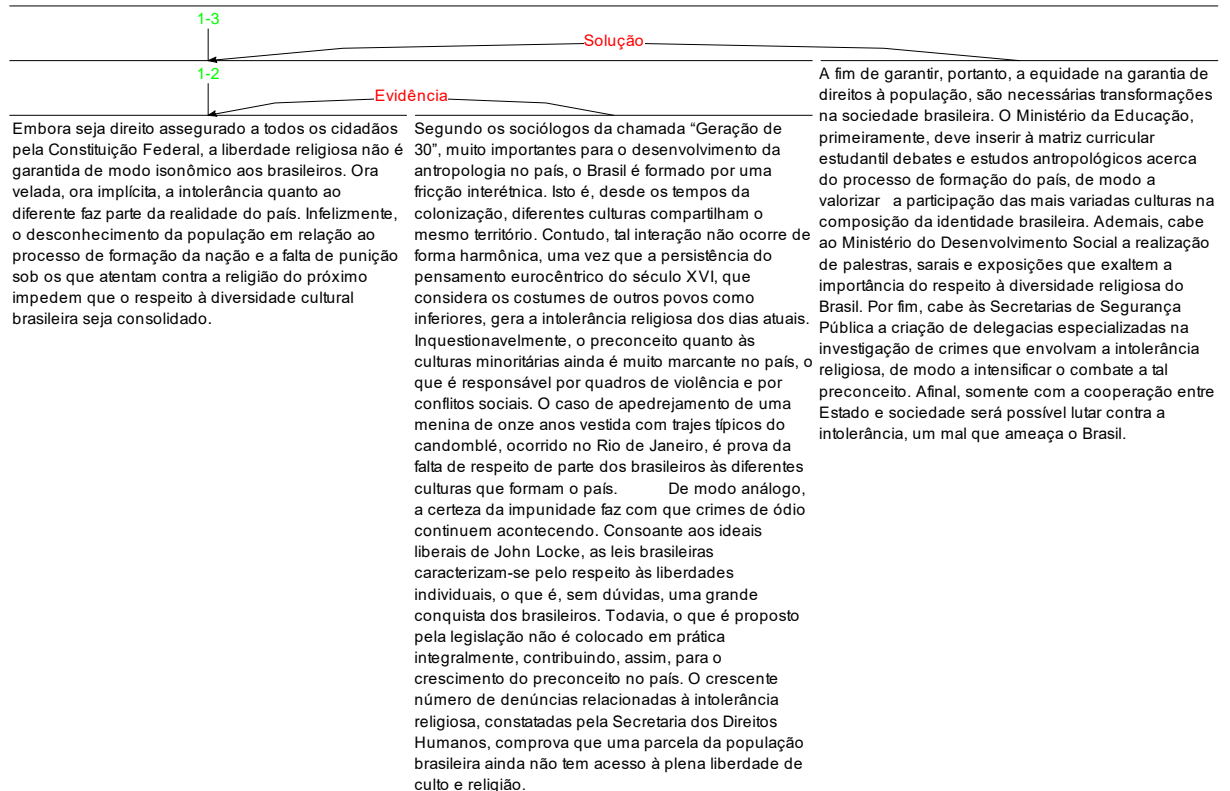 1-3
Solução
1-2
Evidência
Embora seja direito assegurado a todos os cidadãos
pela Constituição Federal, a liberdade religiosa não é
garantida de modo isonômico aos brasileiros. Ora
velada, ora implícita, a intolerância quanto ao
diferente faz parte da realidade do país. Infelizmente,
o desconhecimento da população em relação ao
processo de formação da nação e a falta de punição
sob os que atentam contra a religião do próximo
impedem que o respeito à diversidade cultural
brasileira seja consolidado.
Segundo os sociólogos da chamada “Geração de
30”, muito importantes para o desenvolvimento da
antropologia no país, o Brasil é formado por uma
fricção interétnica. Isto é, desde os tempos da
colonização, diferentes culturas compartilham o
mesmo território. Contudo, tal interação não ocorre de
forma harmônica, uma vez que a persistência do
pensamento eurocêntrico do século XVI, que
considera os costumes de outros povos como
inferiores, gera a intolerância religiosa dos dias atuais.
Inquestionavelmente, o preconceito quanto às
culturas minoritárias ainda é muito marcante no país, o
que é responsável por quadros de violência e por
conflitos sociais. O caso de apedrejamento de uma
menina de onze anos vestida com trajes típicos do
candomblé, ocorrido no Rio de Janeiro, é prova da
falta de respeito de parte dos brasileiros às diferentes
culturas que formam o país. De modo análogo,
a certeza da impunidade faz com que crimes de ódio
continuem acontecendo. Consoante aos ideais
liberais de John Locke, as leis brasileiras
caracterizam-se pelo respeito às liberdades
individuais, o que é, sem dúvidas, uma grande
conquista dos brasileiros. Todavia, o que é proposto
pela legislação não é colocado em prática
integralmente, contribuindo, assim, para o
crescimento do preconceito no país. O crescente
número de denúncias relacionadas à intolerância
religiosa, constatadas pela Secretaria dos Direitos
Humanos, comprova que uma parcela da população
brasileira ainda não tem acesso à plena liberdade de
culto e religião.
A fim de garantir, portanto, a equidade na garantia de
direitos à população, são necessárias transformações
na sociedade brasileira. O Ministério da Educação,
primeiramente, deve inserir à matriz curricular
estudantil debates e estudos antropológicos acerca
do processo de formação do país, de modo a
valorizar a participação das mais variadas culturas na
composição da identidade brasileira. Ademais, cabe
ao Ministério do Desenvolvimento Social a realização
de palestras, sarais e exposições que exaltem a
importância do respeito à diversidade religiosa do
Brasil. Por fim, cabe às Secretarias de Segurança
Pública a criação de delegacias especializadas na
investigação de crimes que envolvam a intolerância
religiosa, de modo a intensificar o combate a tal
preconceito. Afinal, somente com a cooperação entre
Estado e sociedade será possível lutar contra a
intolerância, um mal que ameaça o Brasil.